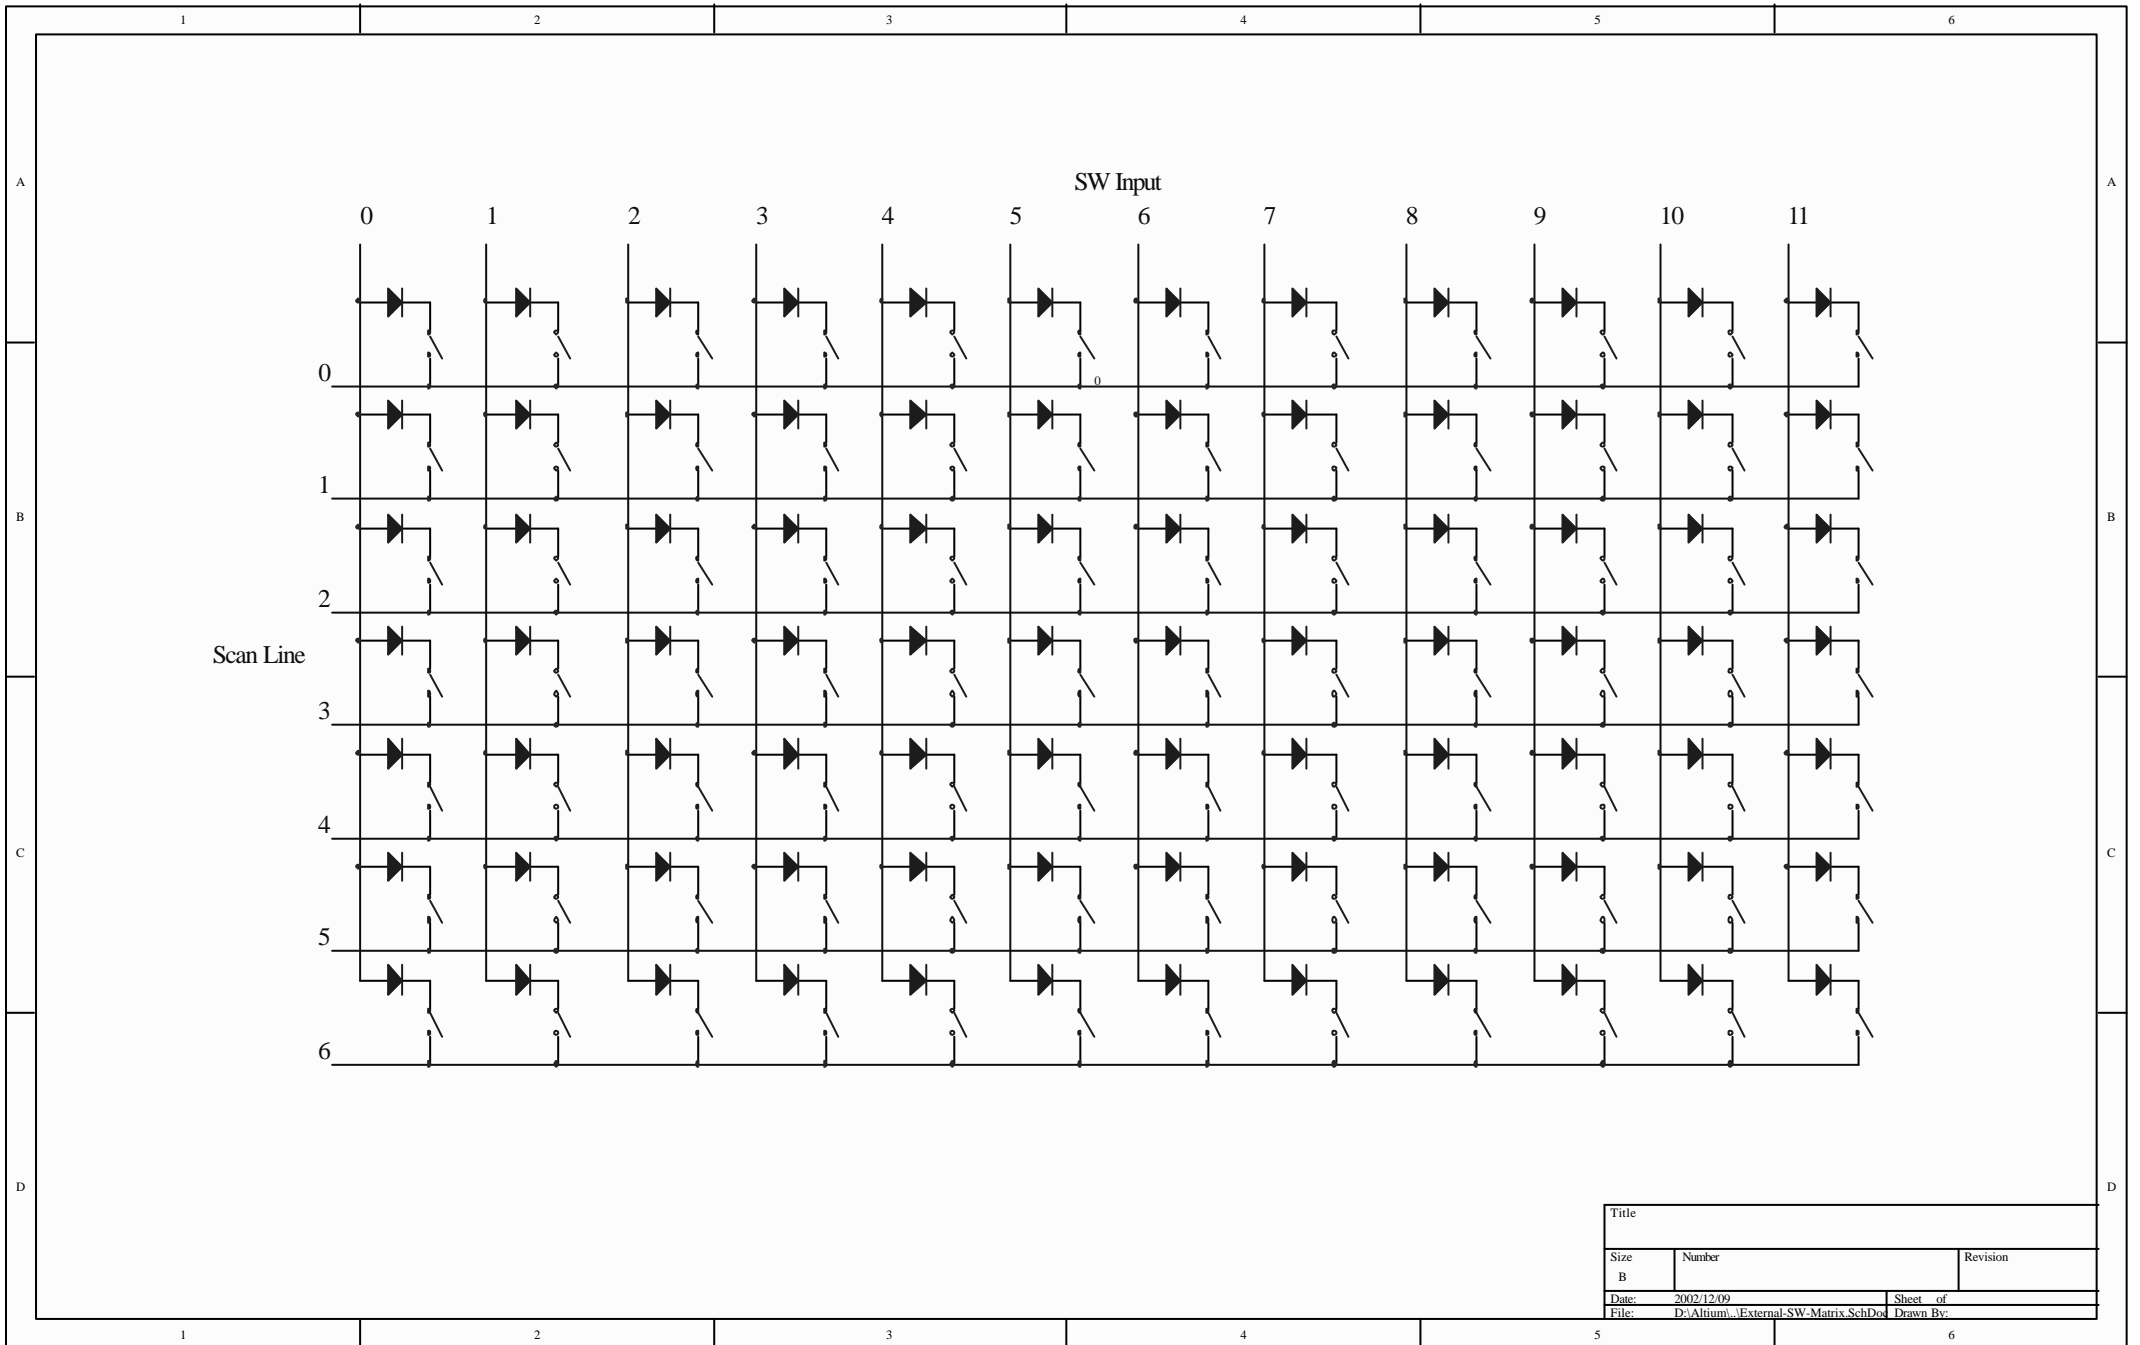 1 2 3 4 5 6
A A
SW Input
0 1 2 3 4 5 6 7 8 9 10 11
0
0
1
B B
2
Scan Line
3
4
C C
5
6
D D
Title
Size Number Revision
B
Date: 2002/12/09 Sheet of
File: D:\Altium\..\External-SW-Matrix.SchDoc Drawn By:
1 2 3 4 5 6